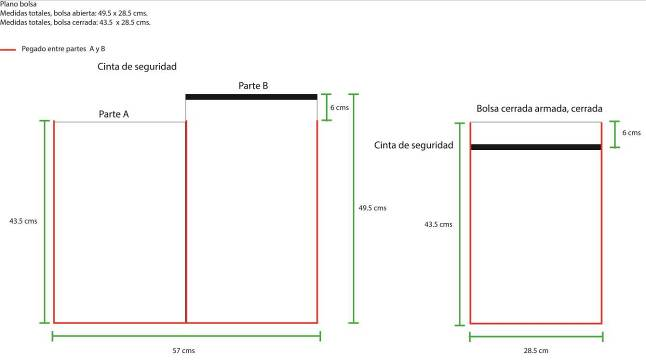 Plano bolsa
Medidas totales, bolsa abierta: 49.5 x 28.5 cms.
Medidas totales, bolsa cerrada: 43.5 x 28.5 cms.
Pegado entre partes A y B
Cinta de seguridad
Parte B
Parte A
6 cms
43.5 cms
49.5 cms
57 cms
Bolsa cerrada armada, cerrada
6 cms
Cinta de seguridad
43.5 cms
28.5 cm